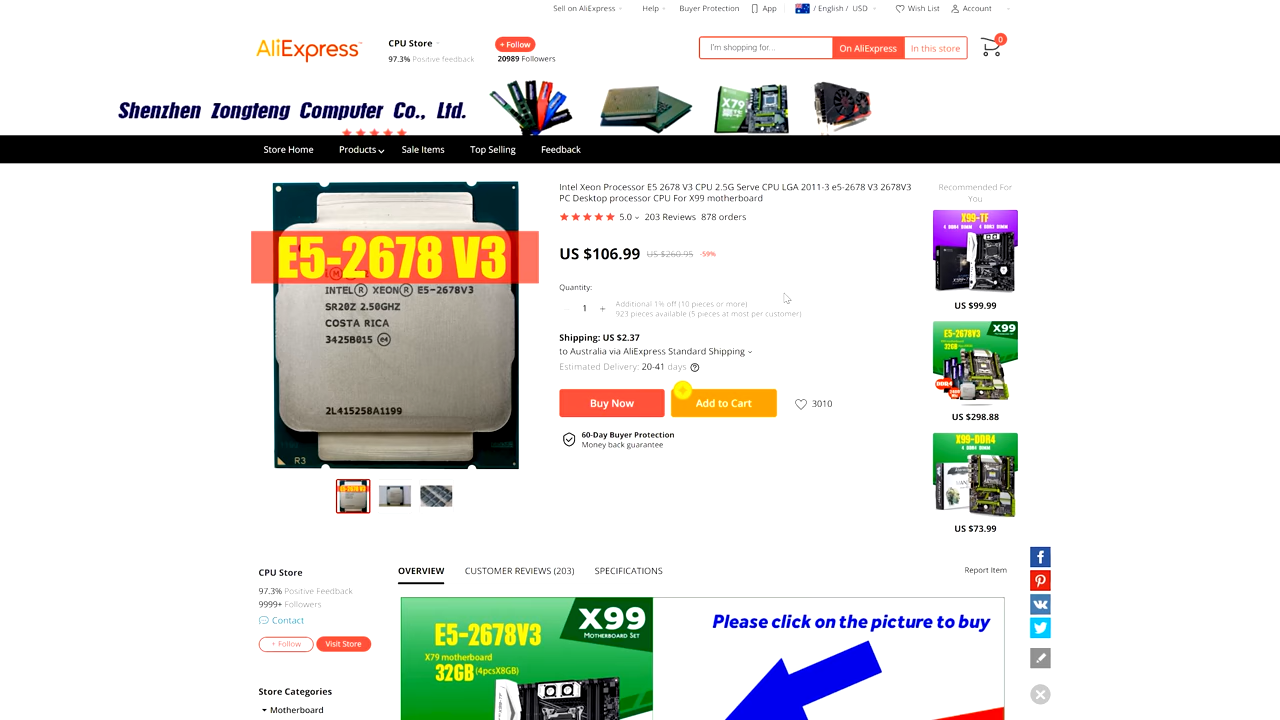 Sell on AliExpress
Help
Buyer Protection
App
/ English / USD
Wish List
Account
AliExpress
CPU Store
97.3% Positive feedback
+ Follow
20989 Followers
I'm shopping for...
On AliExpress
In this store
0
Shenzhen Zongteng Computer Co., Ltd.
X79
Store Home
Products
Sale Items
Top Selling
Feedback
E5-2678 V3
INTEL® XEON® E5-2678V3
SR20Z 2.50GHZ
COSTA RICA
3425B015 e4
2L415258A1199
R3
Intel Xeon Processor E5 2678 V3 CPU 2.5G Serve CPU LGA 2011-3 e5-2678 V3 2678V3
PC Desktop processor CPU For X99 motherboard
5.0
203 Reviews
878 orders
US $106.99
US $260.95
-59%
Quantity:
-
1
+
Additional 1% off (10 pieces or more)
923 pieces available (5 pieces at most per customer)
Shipping: US $2.37
to Australia via AliExpress Standard Shipping
Estimated Delivery: 20-41 days
Buy Now
Add to Cart
3010
60-Day Buyer Protection
Money back guarantee
Recommended For
You
X99-TF
US $99.99
X99
E5-2678V3
32GB
DDR4
US $298.88
X99-DDR4
US $73.99
CPU Store
97.3% Positive Feedback
9999+ Followers
Contact
+ Follow
Visit Store
Store Categories
Motherboard
OVERVIEW
CUSTOMER REVIEWS (203)
SPECIFICATIONS
Report Item
X99
MOTHERBOARD SET
E5-2678V3
X79 motherboard
32GB (4pcsX8GB)
Please click on the picture to buy